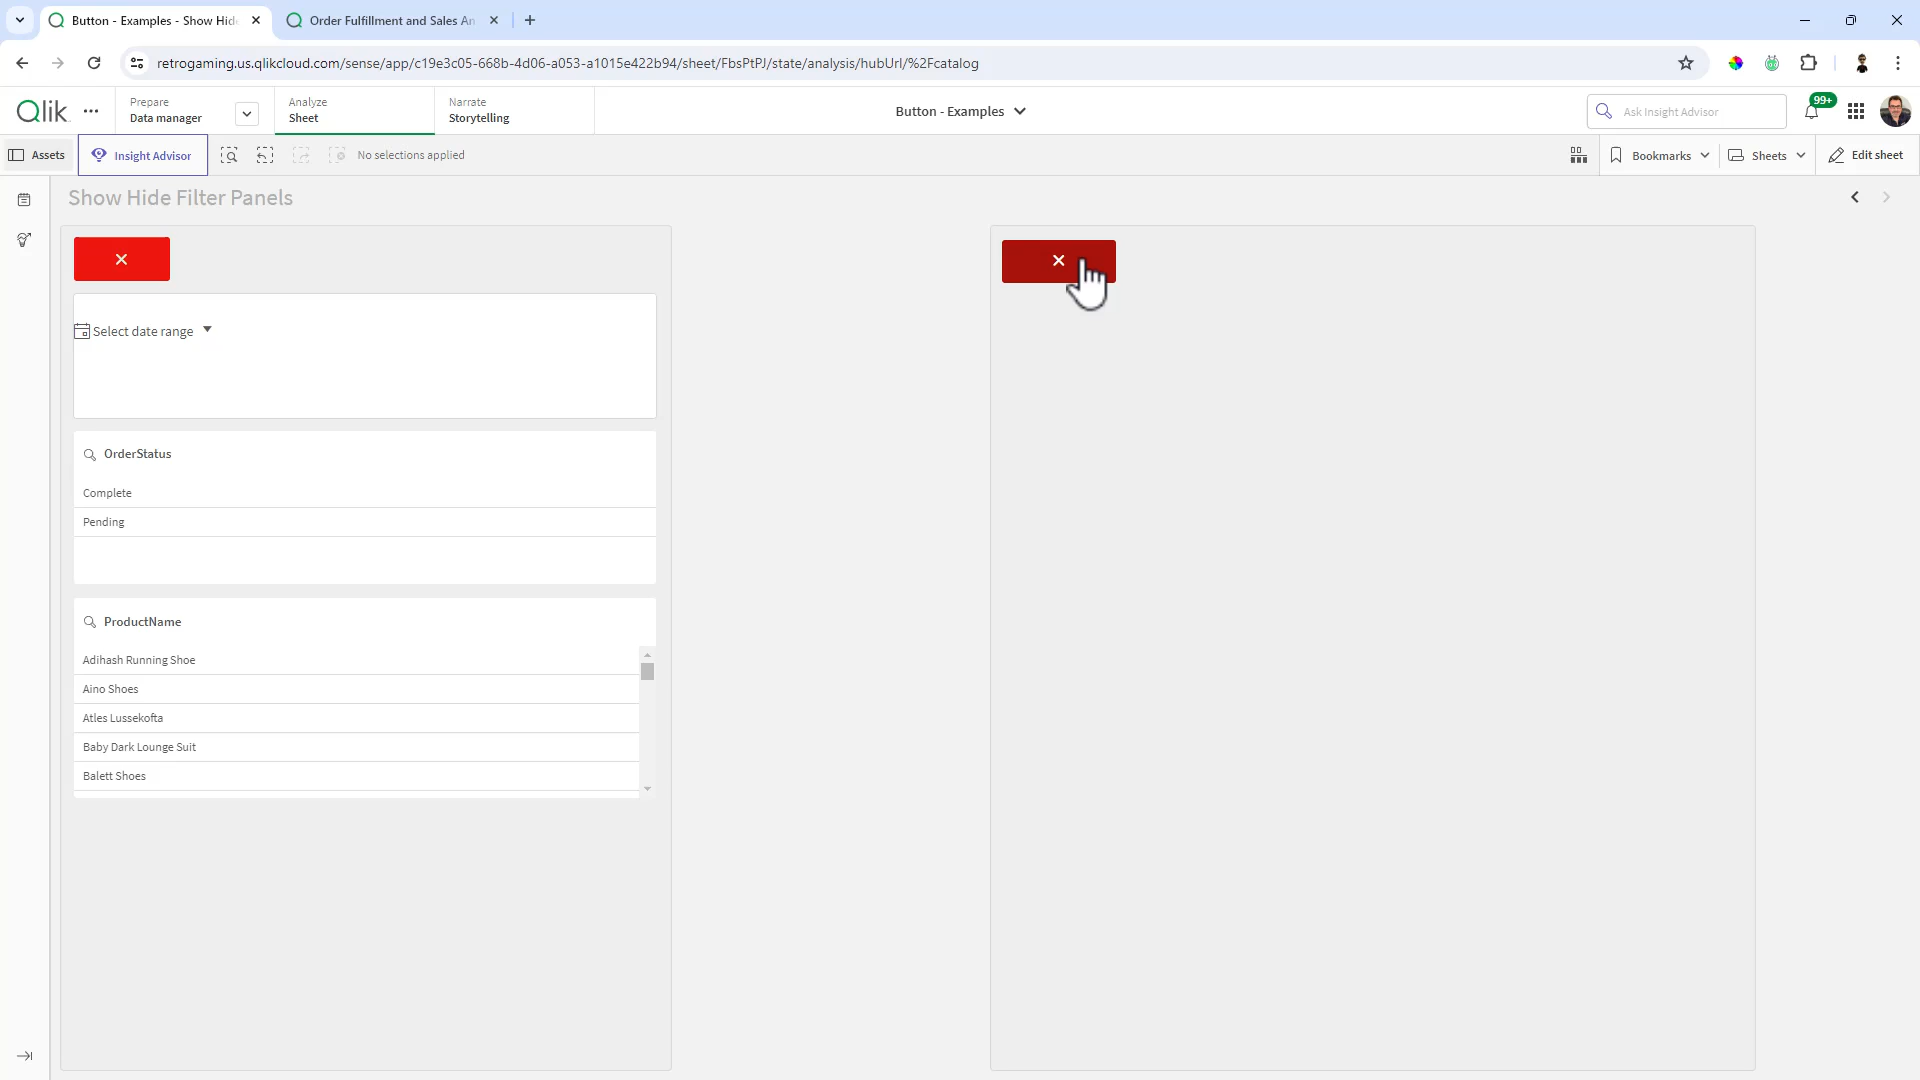 Button - Examples - Show Hid
Order Fulfillment and Sales An
retrogaming.us.qlikcloud.com/sense/app/c19e3c05-668b-4d06-a053-a1015e422b94/sheet/FbsPtPJ/state/analysis/hubUrl/%2Fcatalog
Qlik
Prepare
Data manager
Analyze
Sheet
Narrate
Storytelling
Button - Examples
Ask Insight Advisor
99+
Assets
Insight Advisor
No selections applied
Bookmarks
Sheets
Edit sheet
Show Hide Filter Panels
Select date range
OrderStatus
Complete
Pending
ProductName
Adihash Running Shoe
Aino Shoes
Atles Lussekofta
Baby Dark Lounge Suit
Balett Shoes